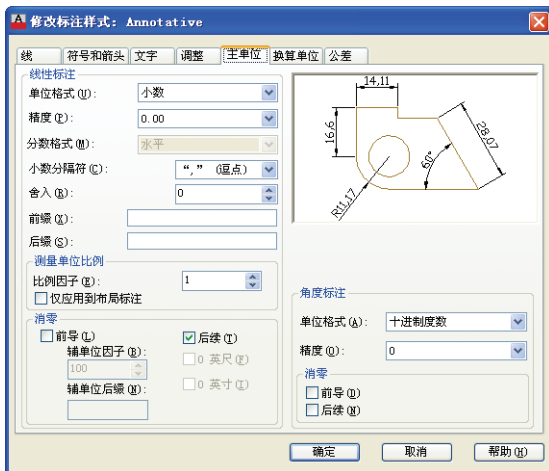 修改标注样式: Annotative
线 符号和箭头 文字 调整 主单位 换算单位 公差
线性标注
单位格式(U): 小数
精度(P): 0.00
分数格式(M): 水平
小数分隔符(C): “,” (逗点)
舍入(R): 0
前缀(X):
后缀(S):
测量单位比例
比例因子(E): 1
仅应用到布局标注
消零
前导(L)
辅单位因子(B):
100
辅单位后缀(N):
后续(T)
0 英尺(F)
0 英寸(I)
14,11
16,6
28,07
60°
R11,17
角度标注
单位格式(A): 十进制度数
精度(O): 0
消零
前导(D)
后续(N)
确定 取消 帮助(H)